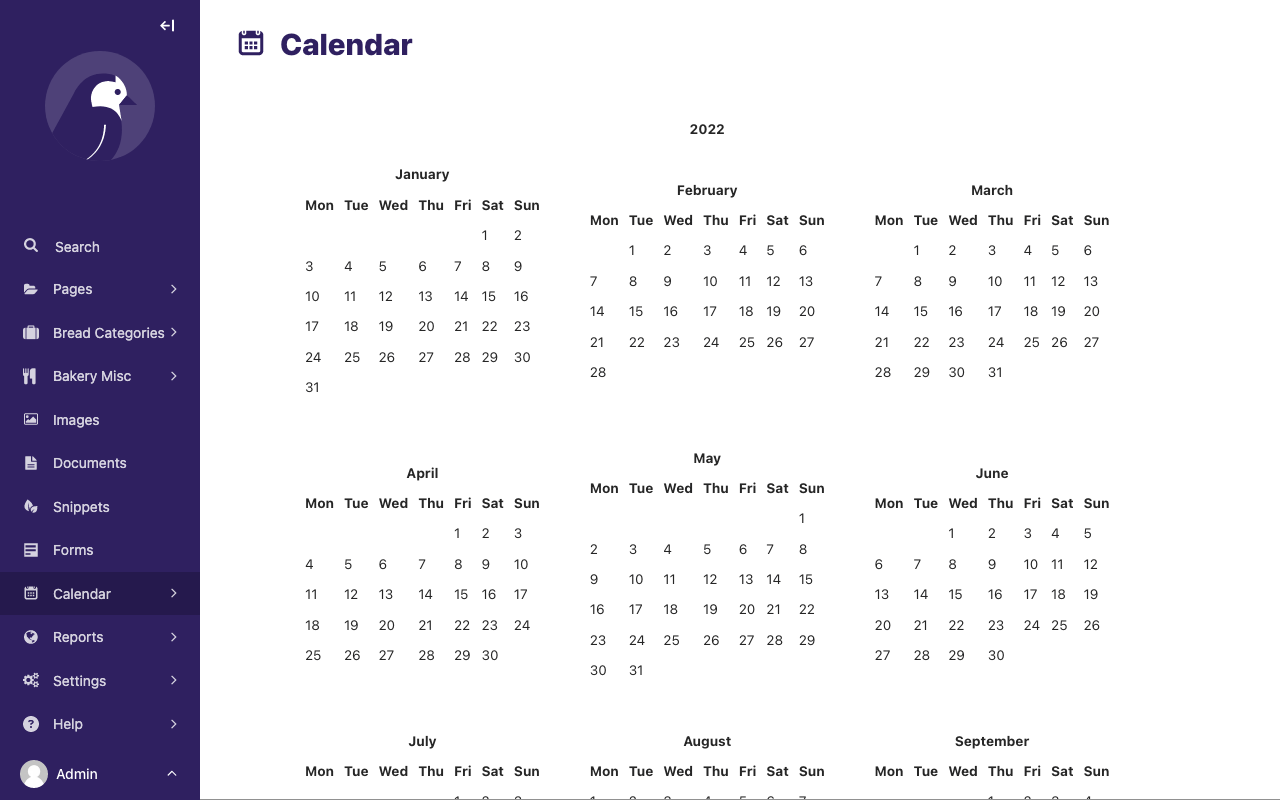 Calendar
Search
Pages
Bread Categories
Bakery Misc
Images
Documents
Snippets
Forms
Calendar
Reports
Settings
Help
Admin
2022
January
Mon Tue Wed Thu Fri Sat Sun
1 2
3 4 5 6 7 8 9
10 11 12 13 14 15 16
17 18 19 20 21 22 23
24 25 26 27 28 29 30
31
February
Mon Tue Wed Thu Fri Sat Sun
1 2 3 4 5 6
7 8 9 10 11 12 13
14 15 16 17 18 19 20
21 22 23 24 25 26 27
28
March
Mon Tue Wed Thu Fri Sat Sun
1 2 3 4 5 6
7 8 9 10 11 12 13
14 15 16 17 18 19 20
21 22 23 24 25 26 27
28 29 30 31
April
Mon Tue Wed Thu Fri Sat Sun
1 2 3
4 5 6 7 8 9 10
11 12 13 14 15 16 17
18 19 20 21 22 23 24
25 26 27 28 29 30
May
Mon Tue Wed Thu Fri Sat Sun
1
2 3 4 5 6 7 8
9 10 11 12 13 14 15
16 17 18 19 20 21 22
23 24 25 26 27 28 29
30 31
June
Mon Tue Wed Thu Fri Sat Sun
1 2 3 4 5
6 7 8 9 10 11 12
13 14 15 16 17 18 19
20 21 22 23 24 25 26
27 28 29 30
July
Mon Tue Wed Thu Fri Sat Sun
August
Mon Tue Wed Thu Fri Sat Sun
September
Mon Tue Wed Thu Fri Sat Sun